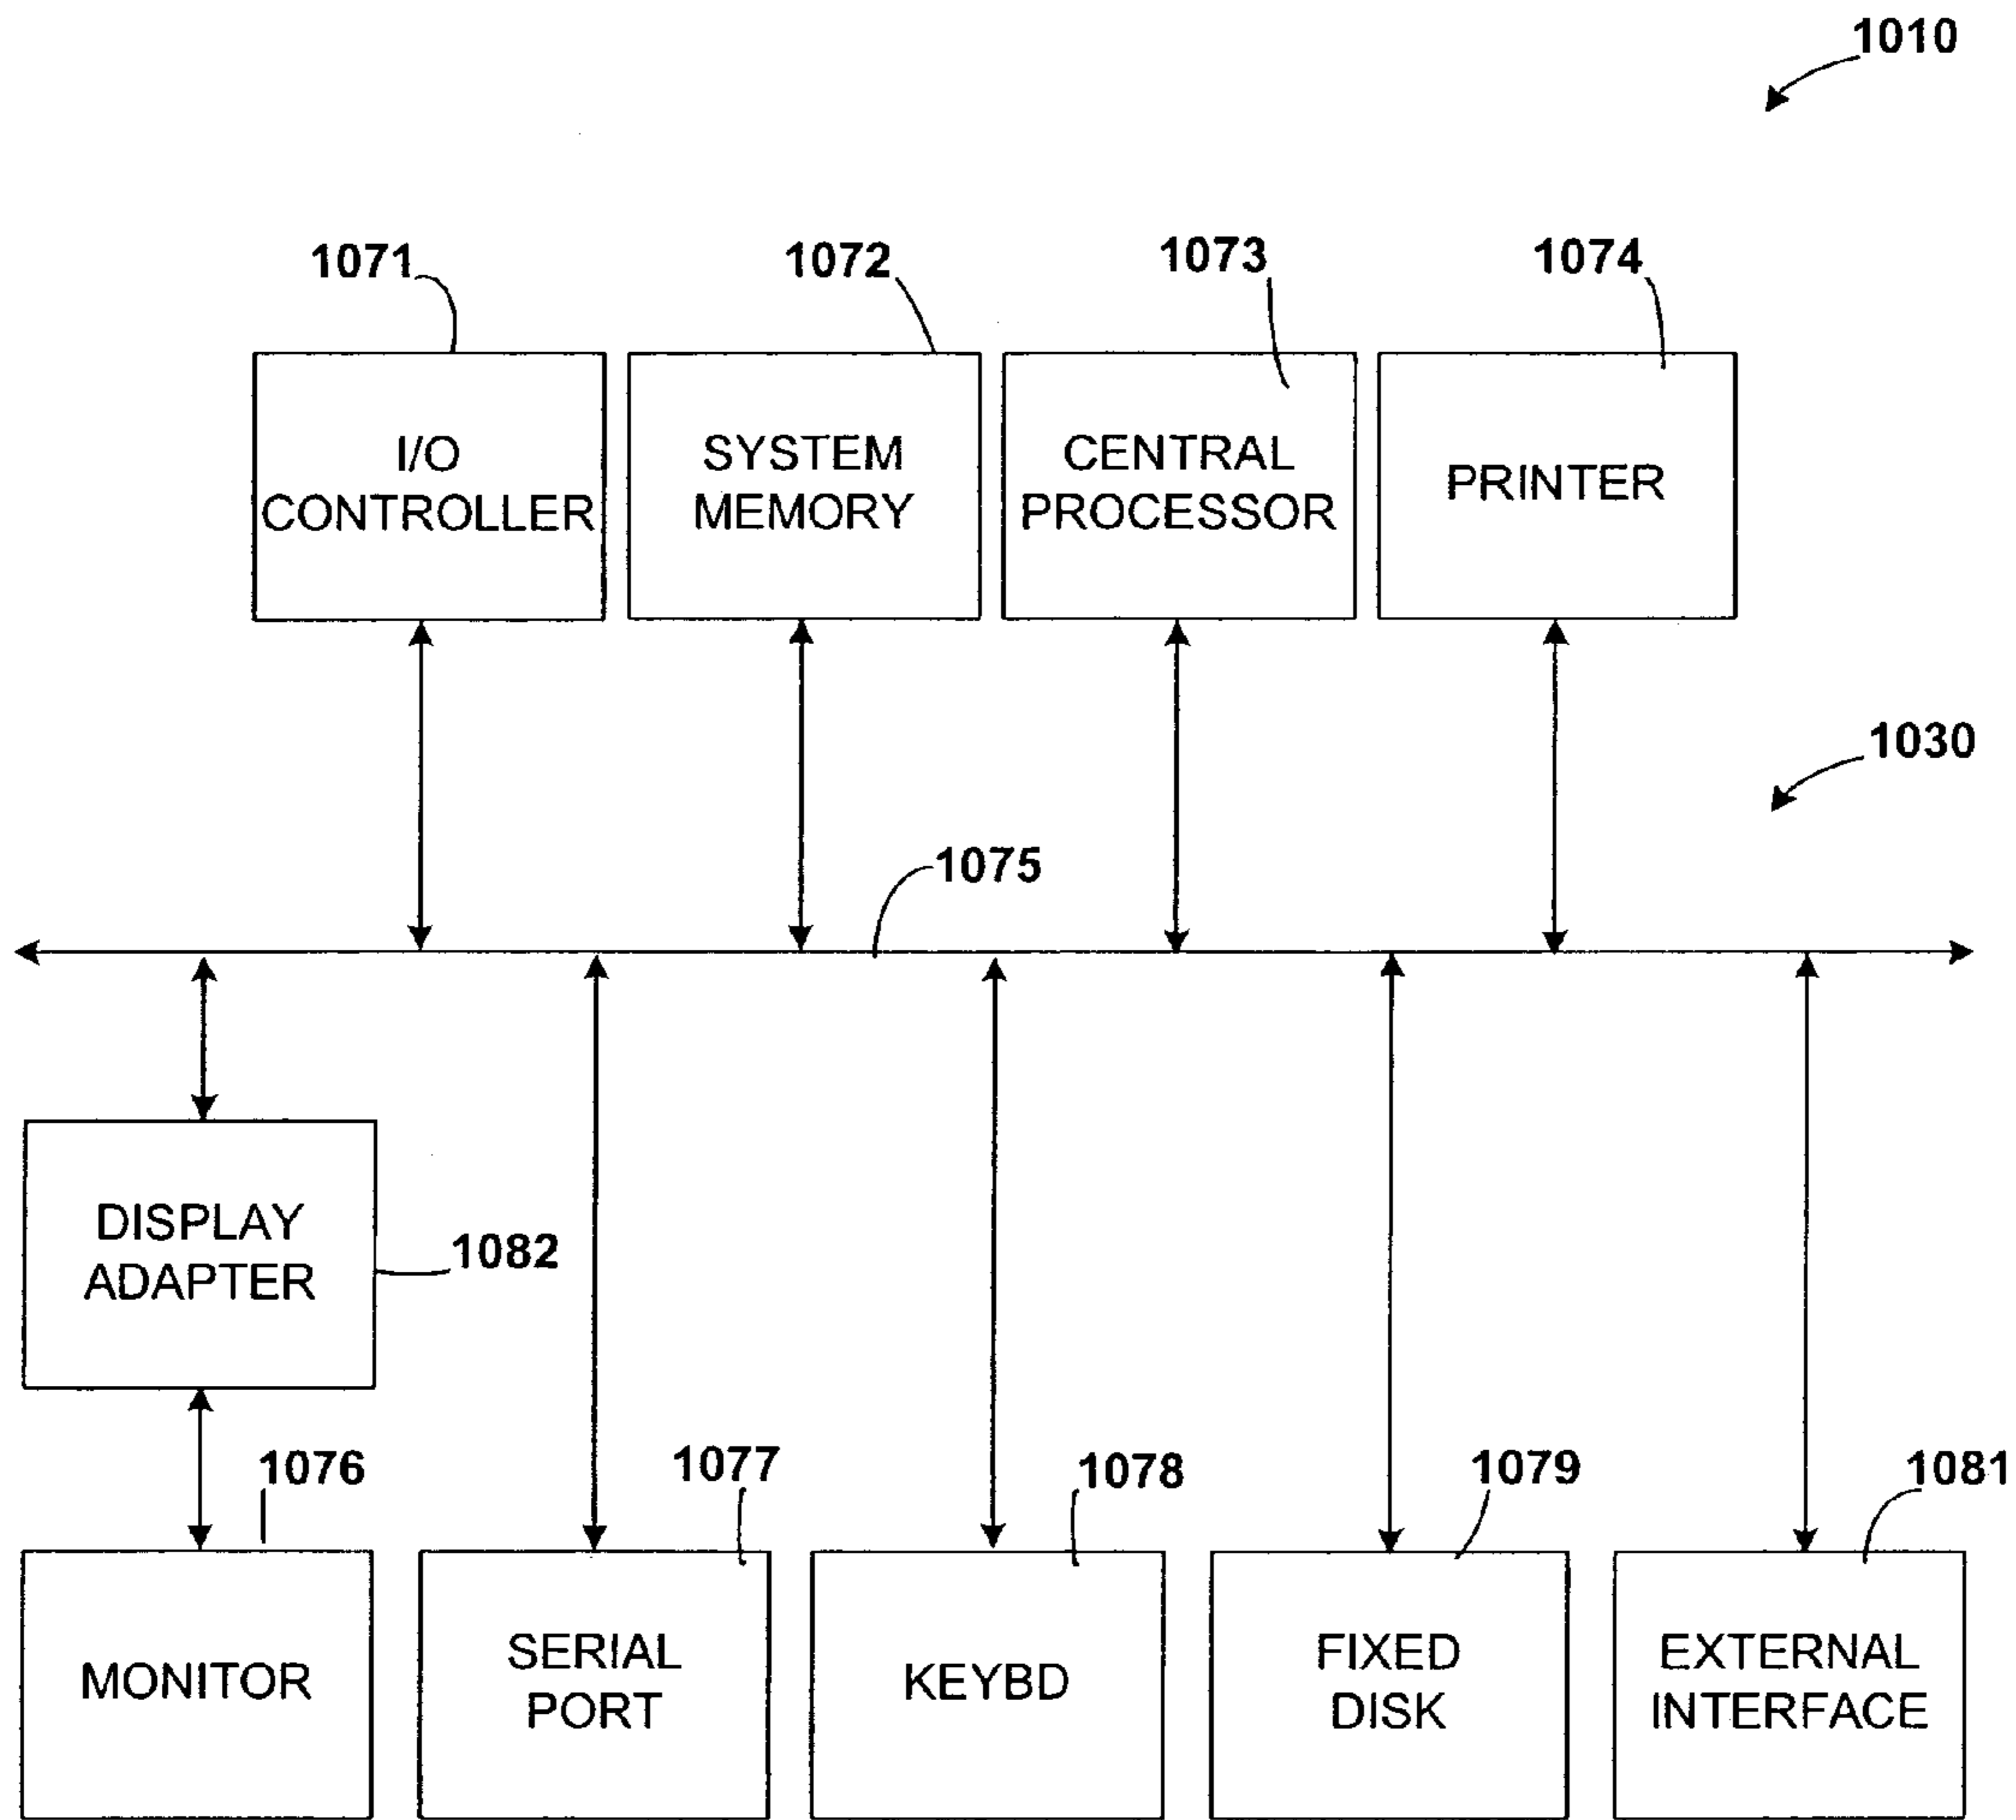 1010
1071
1072
1073
1074
I/O
CONTROLLER
SYSTEM
MEMORY
CENTRAL
PROCESSOR
PRINTER
1030
1075
DISPLAY
ADAPTER
1082
1076
1077
1078
1079
1081
MONITOR
SERIAL
PORT
KEYBD
FIXED
DISK
EXTERNAL
INTERFACE